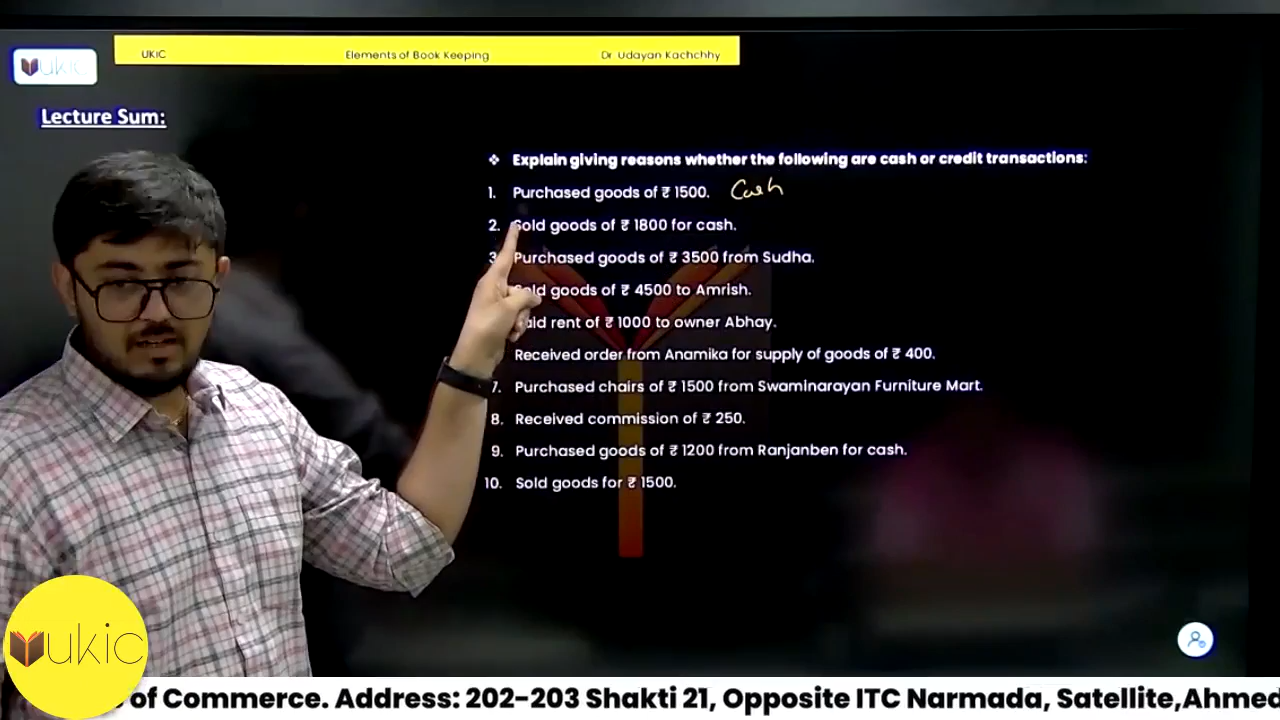 UKIC Elements of Book Keeping Dr. Udayan Kachchhy
ukic
Lecture Sum:
❖ Explain giving reasons whether the following are cash or credit transactions:
1. Purchased goods of ₹ 1500. Cash
2. Sold goods of ₹ 1800 for cash.
3. Purchased goods of ₹ 3500 from Sudha.
Sold goods of ₹ 4500 to Amrish.
aid rent of ₹ 1000 to owner Abhay.
Received order from Anamika for supply of goods of ₹ 400.
7. Purchased chairs of ₹ 1500 from Swaminarayan Furniture Mart.
8. Received commission of ₹ 250.
9. Purchased goods of ₹ 1200 from Ranjanben for cash.
10. Sold goods for ₹ 1500.
ukic
of Commerce. Address: 202-203 Shakti 21, Opposite ITC Narmada, Satellite,Ahmed